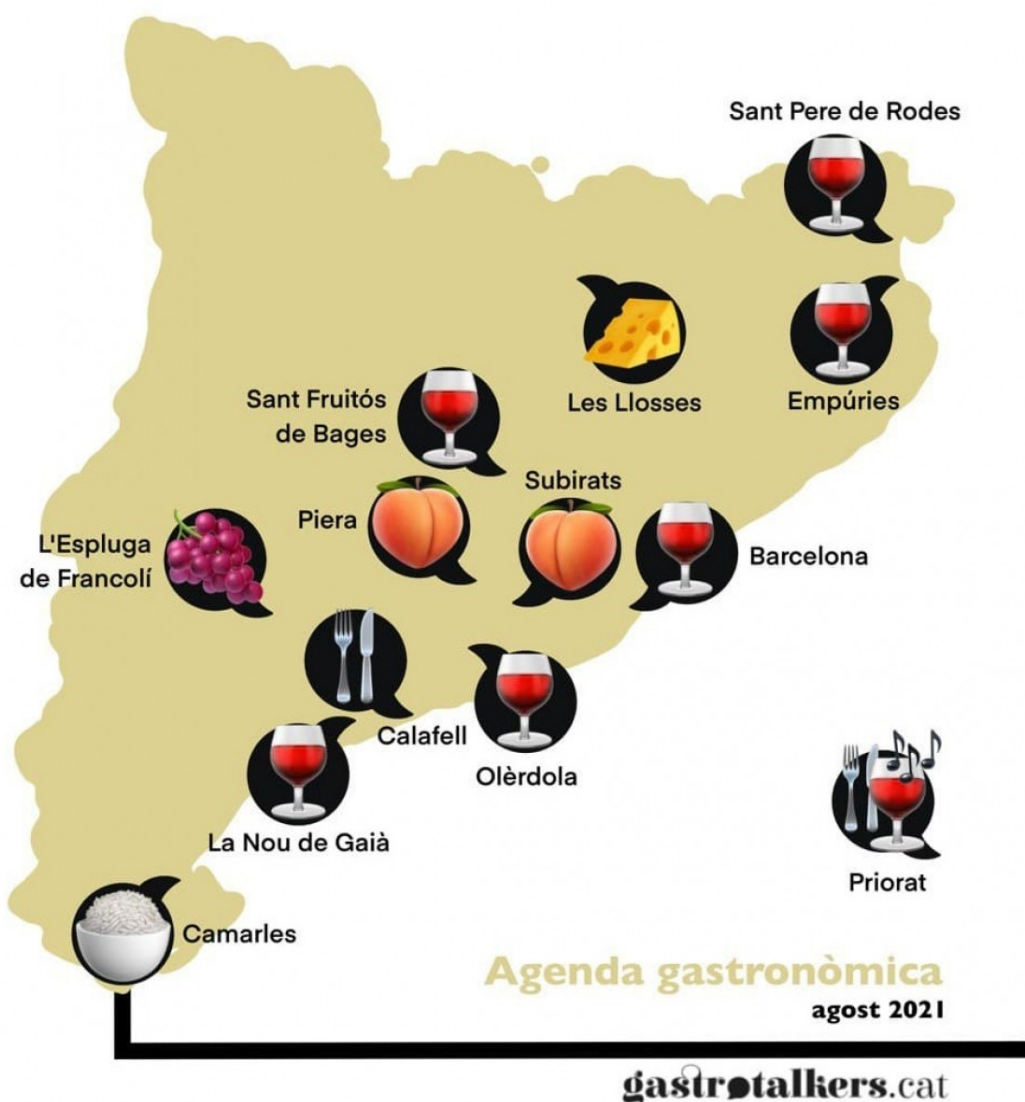 Sant Pere de Rodes
Les Llosses
Empúries
Sant Fruitós
de Bages
Subirats
Piera
Barcelona
L'Espluga
de Francolí
Calafell
Olèrdola
La Nou de Gaià
Priorat
Camarles
Agenda gastronòmica
agost 2021
gastrotalkers.cat